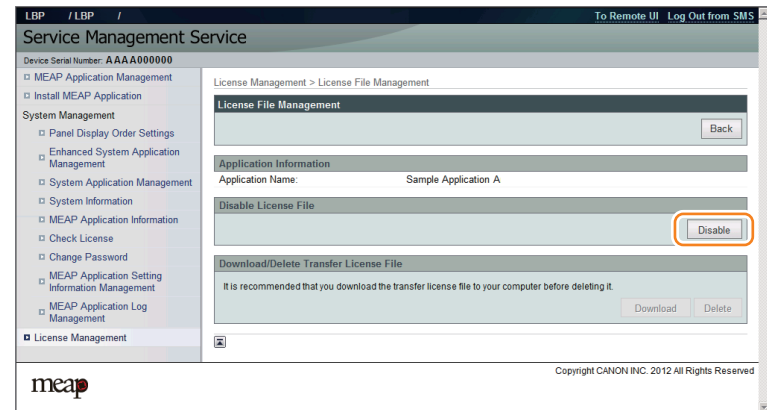 LBP / LBP /
To Remote UI Log Out from SMS
Service Management Service
Device Serial Number: AAAA000000
MEAP Application Management
Install MEAP Application
System Management
Panel Display Order Settings
Enhanced System Application
Management
System Application Management
System Information
MEAP Application Information
Check License
Change Password
MEAP Application Setting
Information Management
MEAP Application Log
Management
License Management
License Management > License File Management
License File Management
Back
Application Information
Application Name: Sample Application A
Disable License File
Disable
Download/Delete Transfer License File
It is recommended that you download the transfer license file to your computer before deleting it.
Download Delete
Copyright CANON INC. 2012 All Rights Reserved
meap